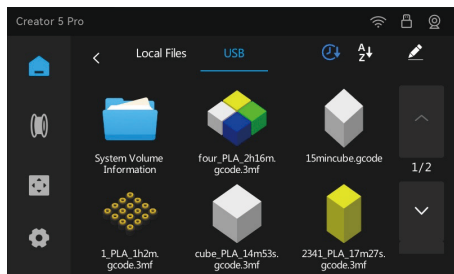 Creator 5 Pro
Local Files
USB
A
Z
System Volume
Information
four_PLA_2h16m.
gcode.3mf
15mincube.gcode
1/2
1_PLA_1h2m.
gcode.3mf
cube_PLA_14m53s.
gcode.3mf
2341_PLA_17m27s.
gcode.3mf